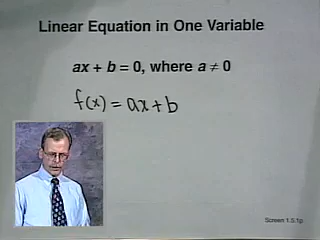 Linear Equation in One Variable
ax + b = 0, where a ≠ 0
f(x) = ax + b
Screen 1.5.1p